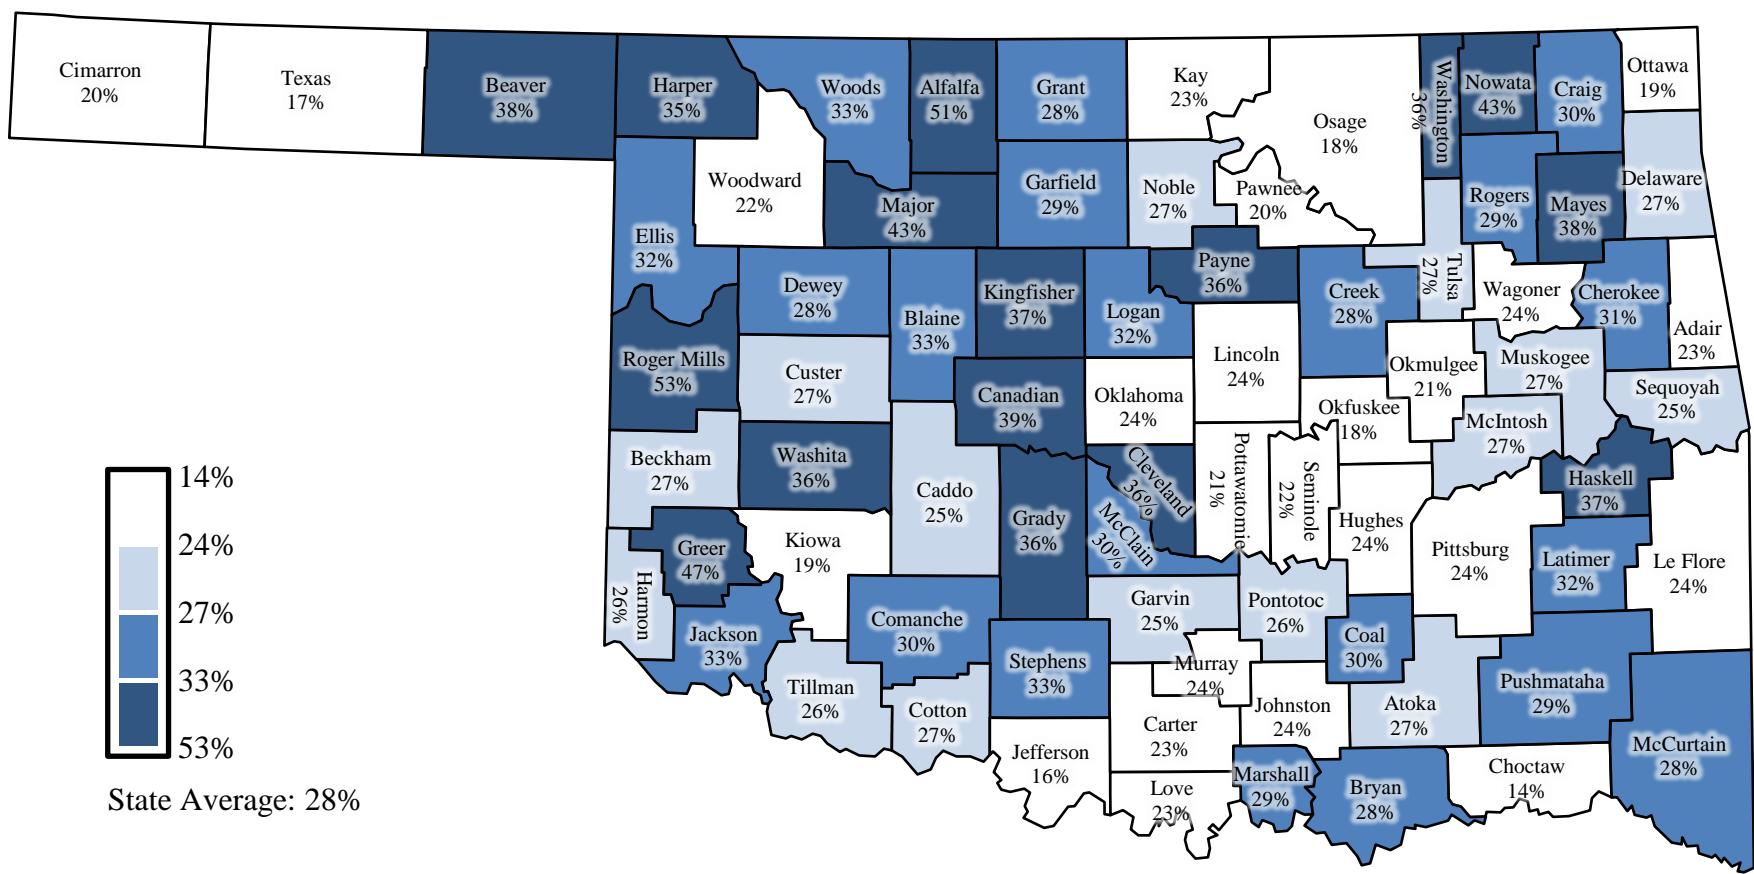 Cimarron
20%
Texas
17%
Beaver
38%
Harper
35%
Woods
33%
Alfalfa
51%
Grant
28%
Kay
23%
Osage
18%
Washington
36%
Nowata
43%
Craig
30%
Ottawa
19%
Woodward
22%
Major
43%
Garfield
29%
Noble
27%
Pawnee
20%
Rogers
29%
Mayes
38%
Delaware
27%
Ellis
32%
Dewey
28%
Blaine
33%
Kingfisher
37%
Logan
32%
Payne
36%
Creek
28%
Tulsa
27%
Wagoner
24%
Cherokee
31%
Adair
23%
Roger Mills
53%
Custer
27%
Canadian
39%
Oklahoma
24%
Lincoln
24%
Okmulgee
21%
Muskogee
27%
Sequoyah
25%
Okfuskee
18%
McIntosh
27%
Beckham
27%
Washita
36%
Caddo
25%
Grady
36%
Cleveland
36%
McClain
30%
Pottawatomie
21%
Seminole
22%
Hughes
24%
Haskell
37%
Pittsburg
24%
Latimer
32%
Le Flore
24%
Greer
47%
Kiowa
19%
Harmon
26%
Jackson
33%
Comanche
30%
Garvin
25%
Pontotoc
26%
Coal
30%
Stephens
33%
Murray
24%
Tillman
26%
Cotton
27%
Carter
23%
Johnston
24%
Atoka
27%
Pushmataha
29%
McCurtain
28%
Jefferson
16%
Love
23%
Marshall
29%
Bryan
28%
Choctaw
14%
14%
24%
27%
33%
53%
State Average: 28%